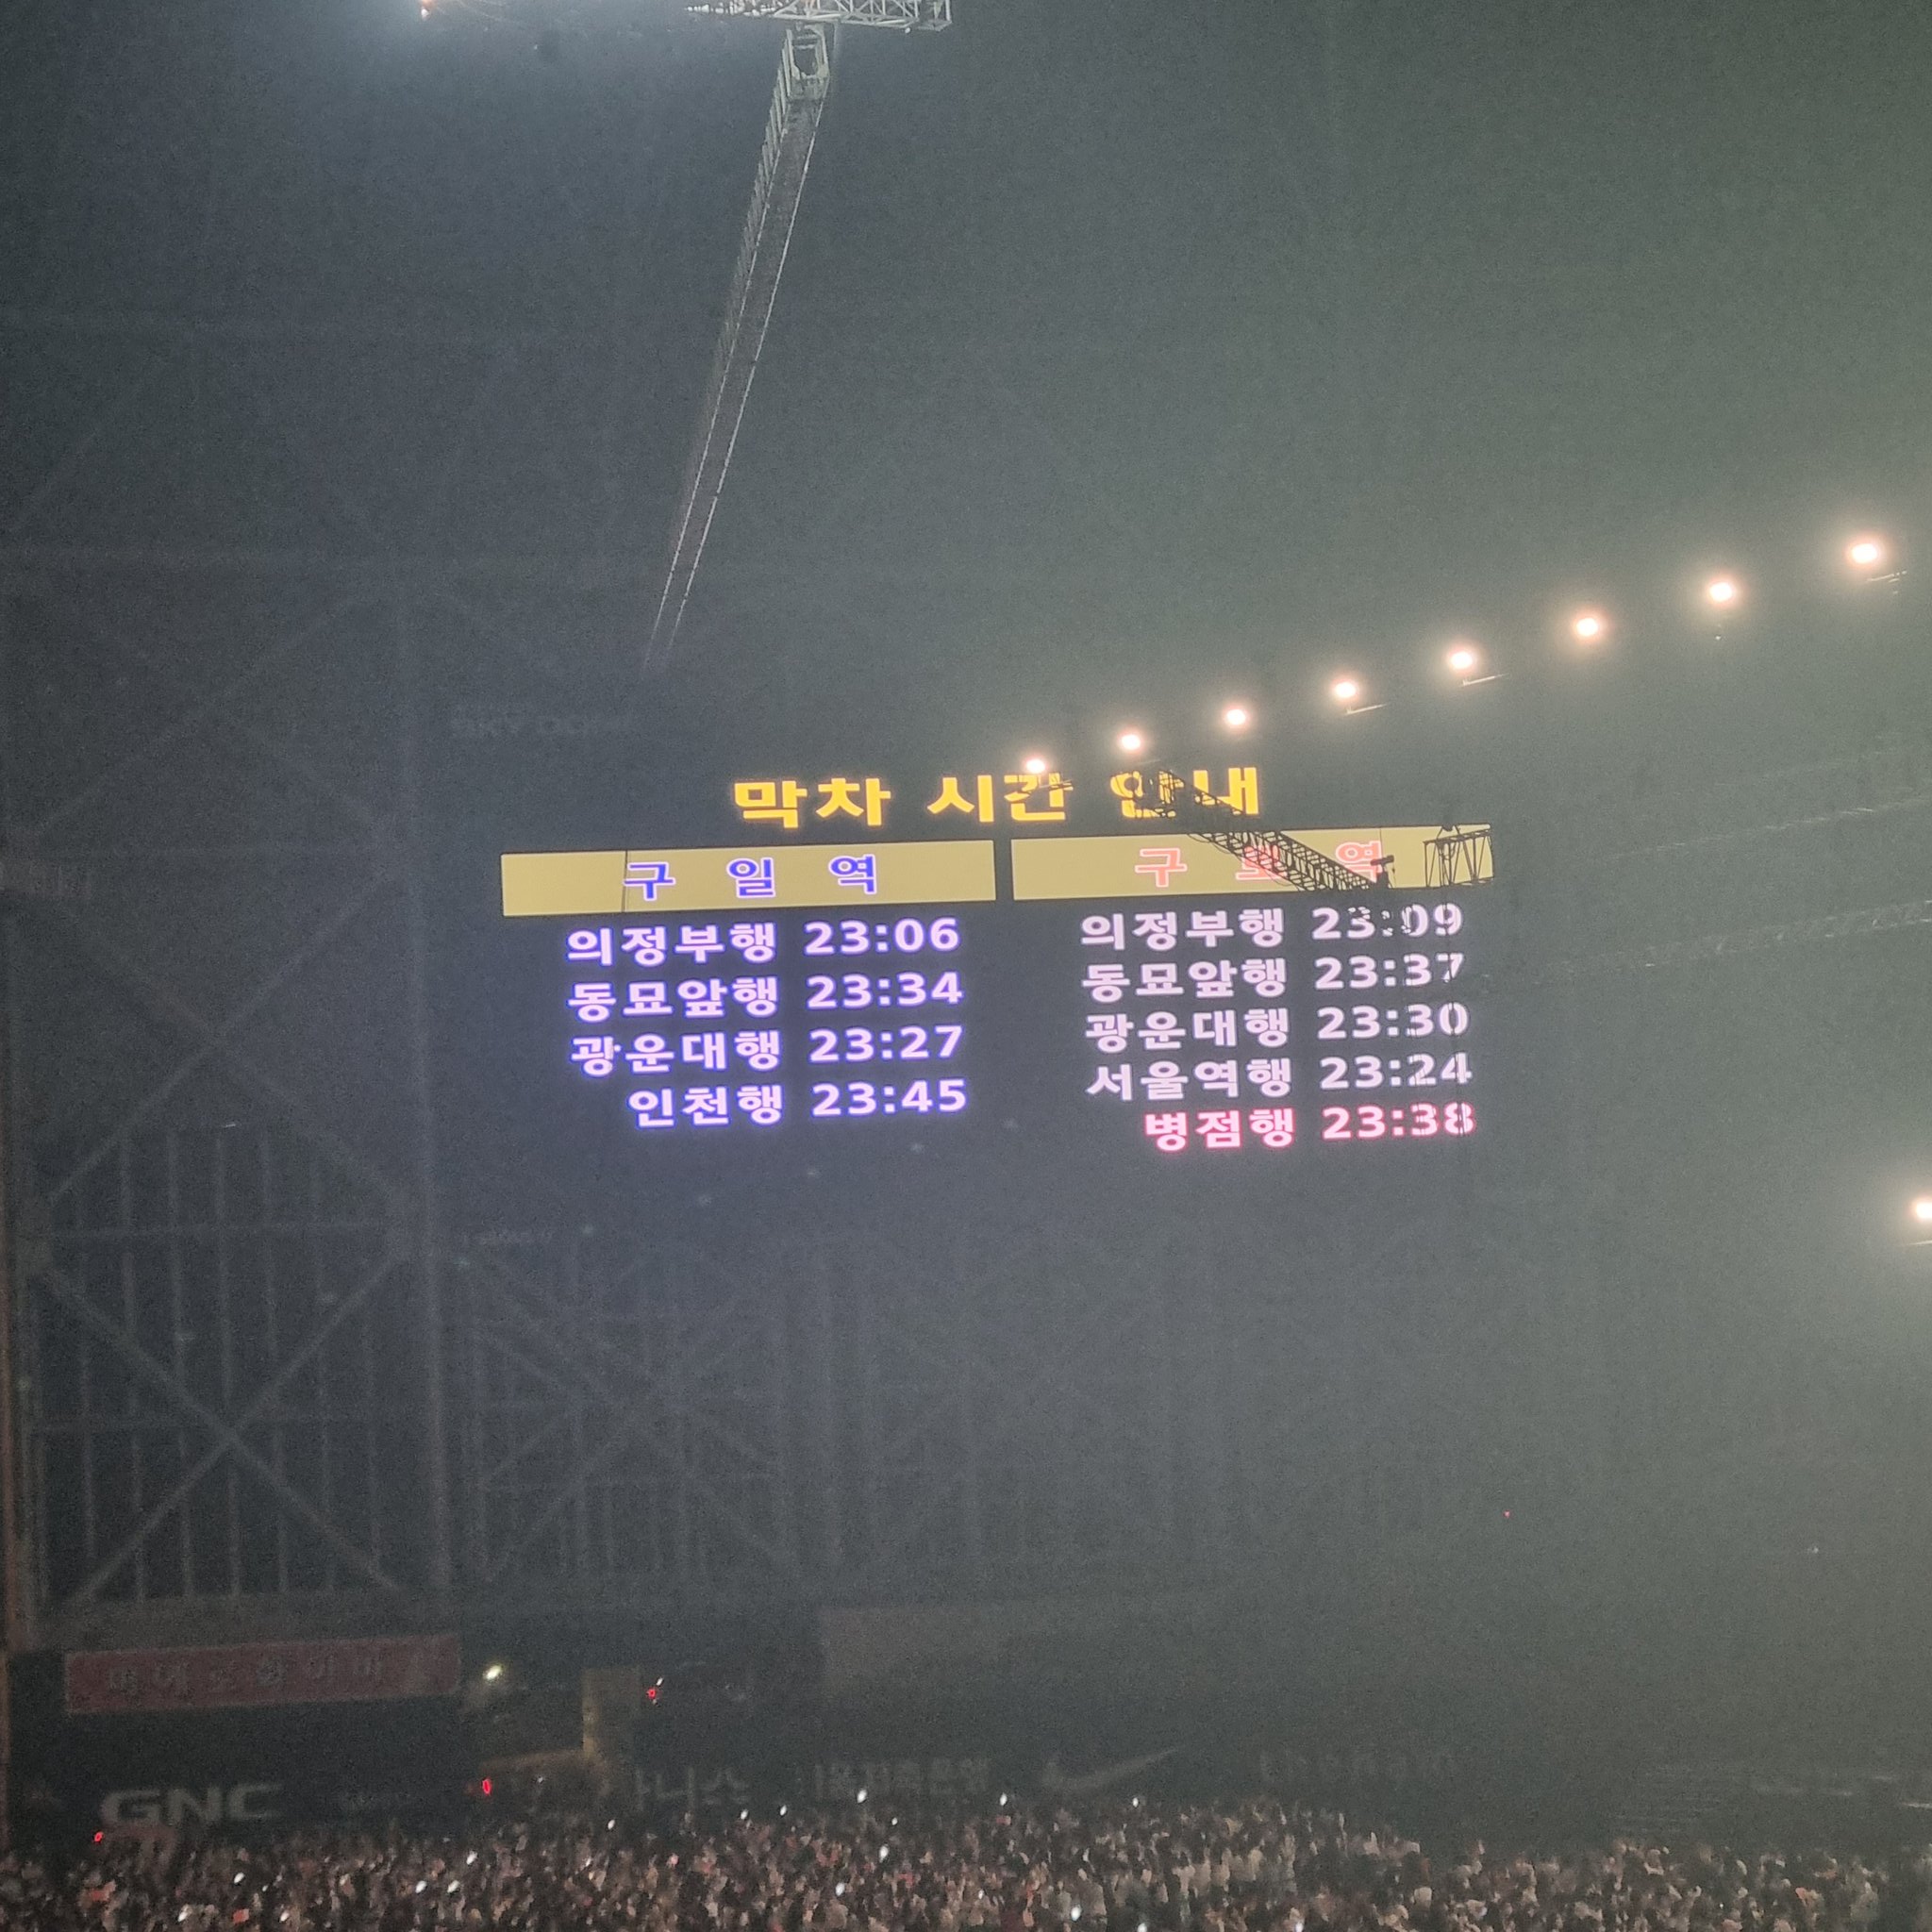 막차 시간 안내
구 일 역
의정부행 23:06
동묘앞행 23:34
광운대행 23:27
인천행 23:45
구 로 역
의정부행 23:09
동묘앞행 23:37
광운대행 23:30
서울역행 23:24
병점행 23:38
GNC